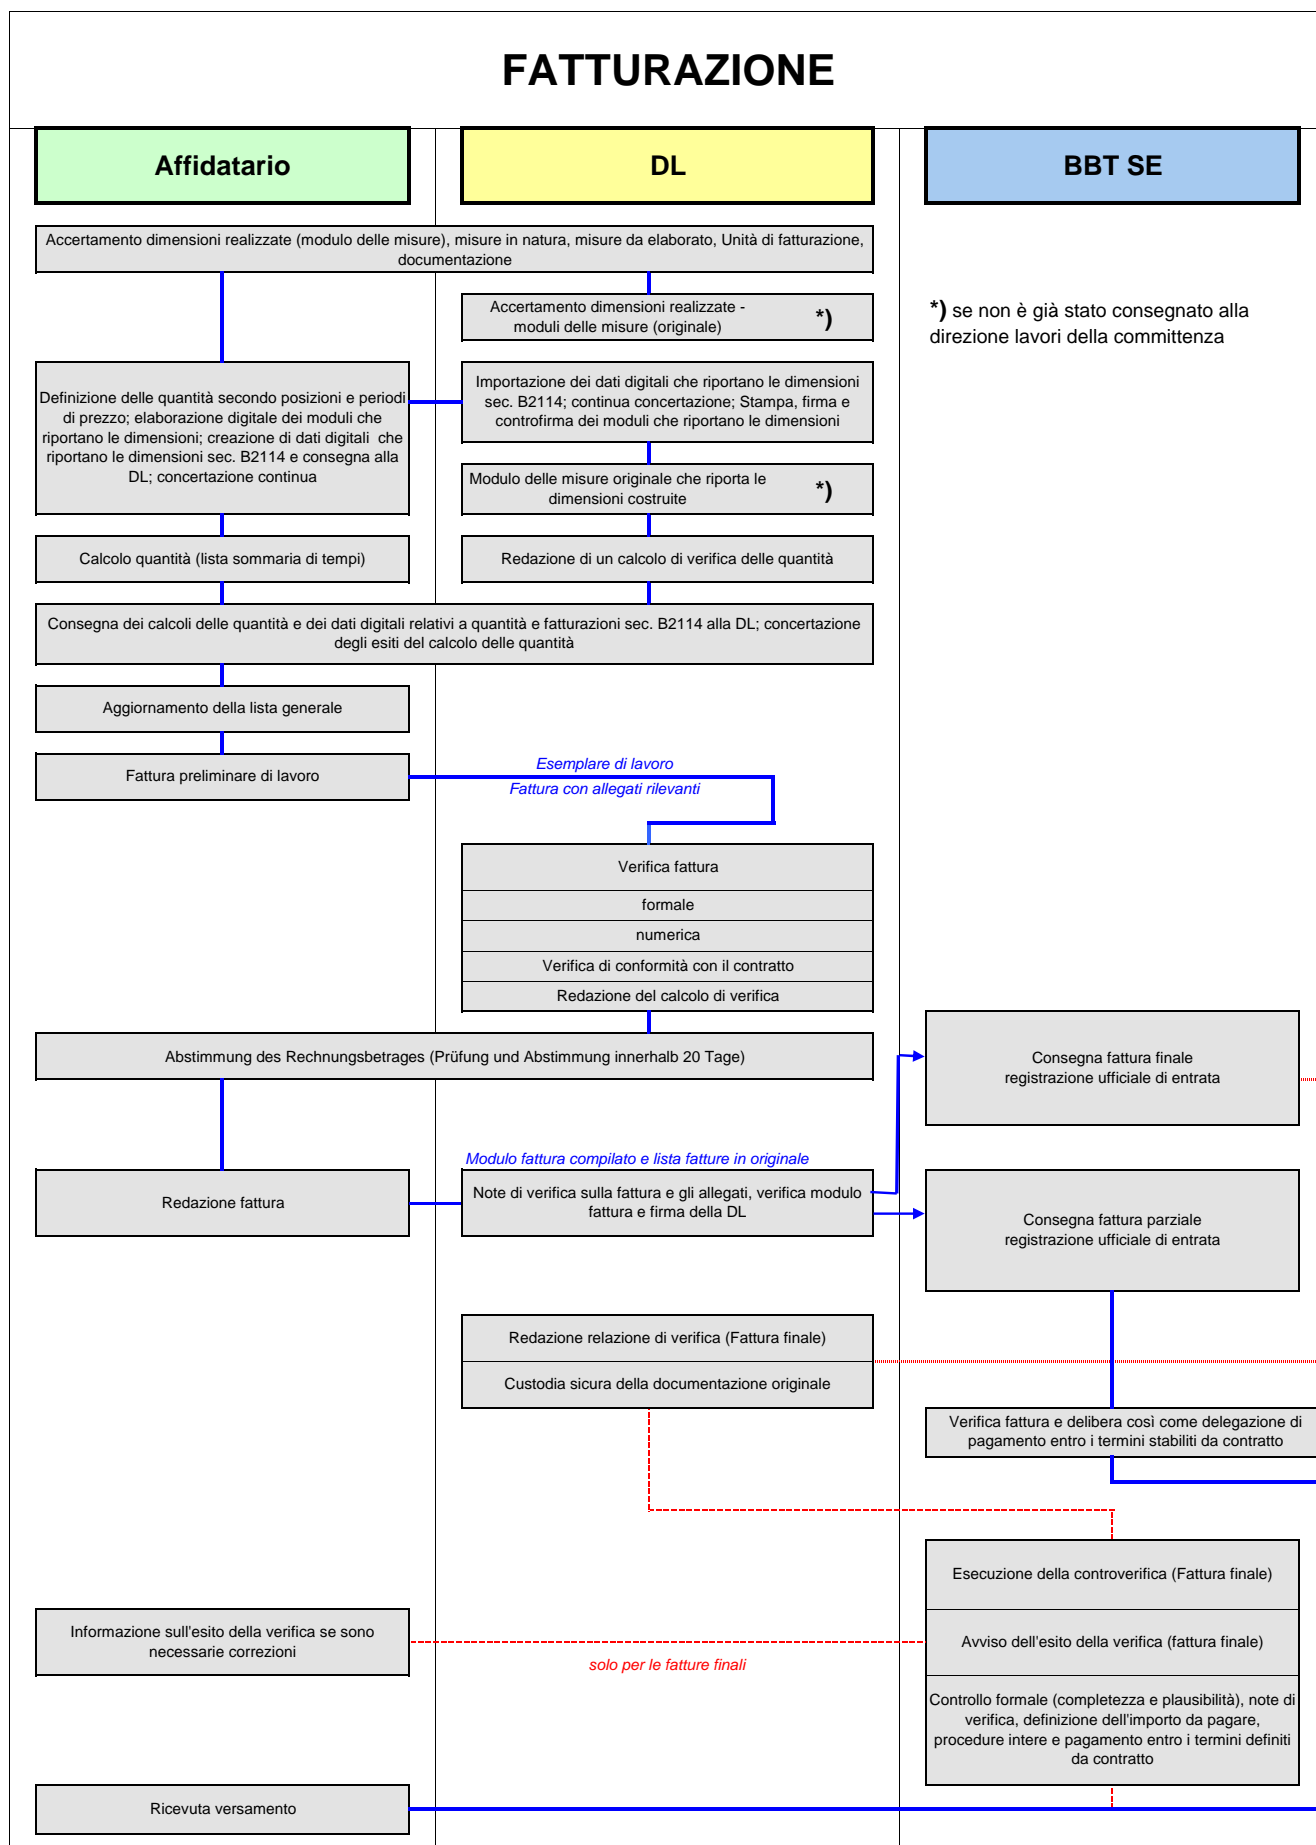 FATTURAZIONE
Affidatario
DL
BBT SE
Accertamento dimensioni realizzate (modulo delle misure), misure in natura, misure da elaborato, Unità di fatturazione,
documentazione
Accertamento dimensioni realizzate -
moduli delle misure (originale)
*)
*) se non è già stato consegnato alla
direzione lavori della committenza
Definizione delle quantità secondo posizioni e periodi
di prezzo; elaborazione digitale dei moduli che
riportano le dimensioni; creazione di dati digitali che
riportano le dimensioni sec. B2114 e consegna alla
DL; concertazione continua
Importazione dei dati digitali che riportano le dimensioni
sec. B2114; continua concertazione; Stampa, firma e
controfirma dei moduli che riportano le dimensioni
Modulo delle misure originale che riporta le
dimensioni costruite
*)
Calcolo quantità (lista sommaria di tempi)
Redazione di un calcolo di verifica delle quantità
Consegna dei calcoli delle quantità e dei dati digitali relativi a quantità e fatturazioni sec. B2114 alla DL; concertazione
degli esiti del calcolo delle quantità
Aggiornamento della lista generale
Fattura preliminare di lavoro
Esemplare di lavoro
Fattura con allegati rilevanti
Verifica fattura
formale
numerica
Verifica di conformità con il contratto
Redazione del calcolo di verifica
Abstimmung des Rechnungsbetrages (Prüfung und Abstimmung innerhalb 20 Tage)
Consegna fattura finale
registrazione ufficiale di entrata
Modulo fattura compilato e lista fatture in originale
Redazione fattura
Note di verifica sulla fattura e gli allegati, verifica modulo
fattura e firma della DL
Consegna fattura parziale
registrazione ufficiale di entrata
Redazione relazione di verifica (Fattura finale)
Custodia sicura della documentazione originale
Verifica fattura e delibera così come delegazione di
pagamento entro i termini stabiliti da contratto
Esecuzione della controverifica (Fattura finale)
Informazione sull'esito della verifica se sono
necessarie correzioni
Avviso dell'esito della verifica (fattura finale)
solo per le fatture finali
Controllo formale (completezza e plausibilità), note di
verifica, definizione dell'importo da pagare,
procedure intere e pagamento entro i termini definiti
da contratto
Ricevuta versamento